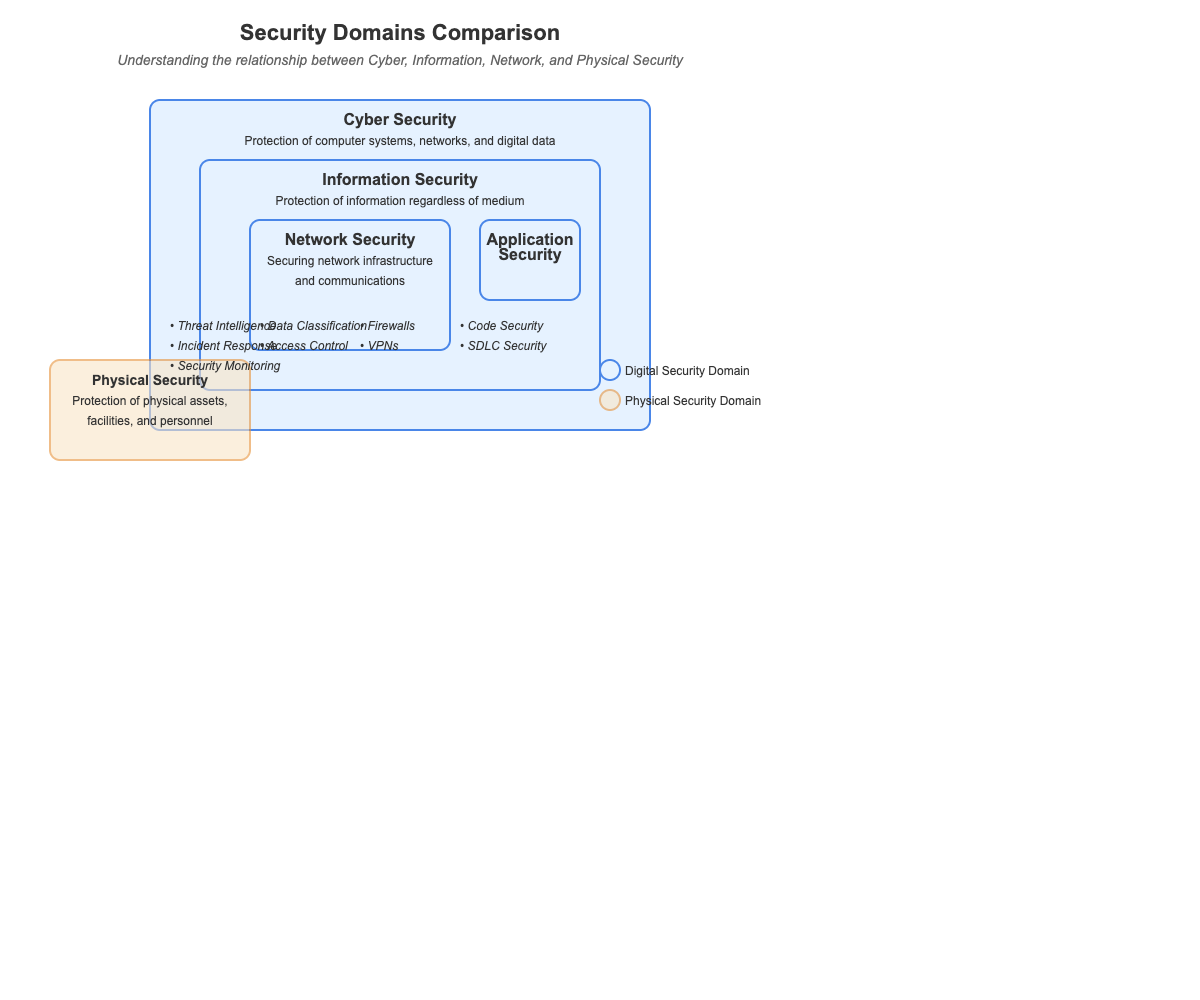 Security Domains Comparison
Understanding the relationship between Cyber, Information, Network, and Physical Security
Cyber Security
Protection of computer systems, networks, and digital data
Information Security
Protection of information regardless of medium
Network Security
Securing network infrastructure
and communications
Application
Security
• Threat Intelligence
• Incident Response
• Security Monitoring
• Data Classification
• Access Control
• Firewalls
• VPNs
• Code Security
• SDLC Security
Physical Security
Protection of physical assets,
facilities, and personnel
Digital Security Domain
Physical Security Domain